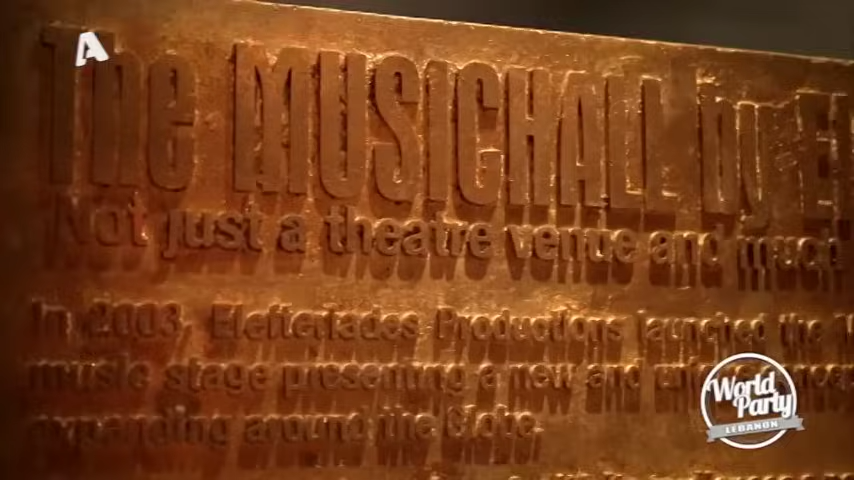 A
The MUSICHALL by El
Not just a theatre venue and much
In 2003, Elefteriades Productions launched the
music stage presenting a new and
expanding around the Globe.
World
Party
LEBANON